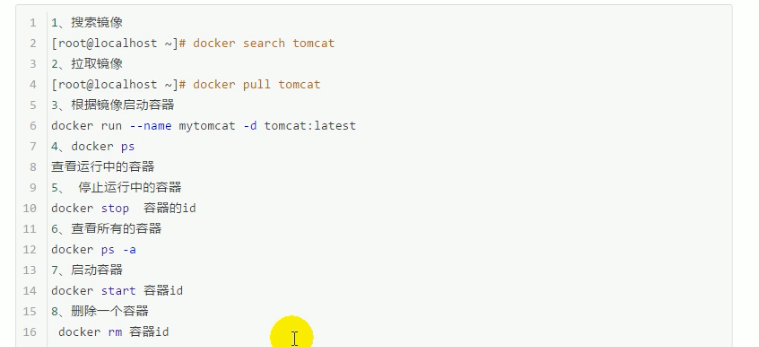 1 1、搜索镜像
2 [root@localhost ~]# docker search tomcat
3 2、拉取镜像
4 [root@localhost ~]# docker pull tomcat
5 3、根据镜像启动容器
6 docker run --name mytomcat -d tomcat:latest
7 4、docker ps
8 查看运行中的容器
9 5、 停止运行中的容器
10 docker stop 容器的id
11 6、查看所有的容器
12 docker ps -a
13 7、启动容器
14 docker start 容器id
15 8、删除一个容器
16 docker rm 容器id